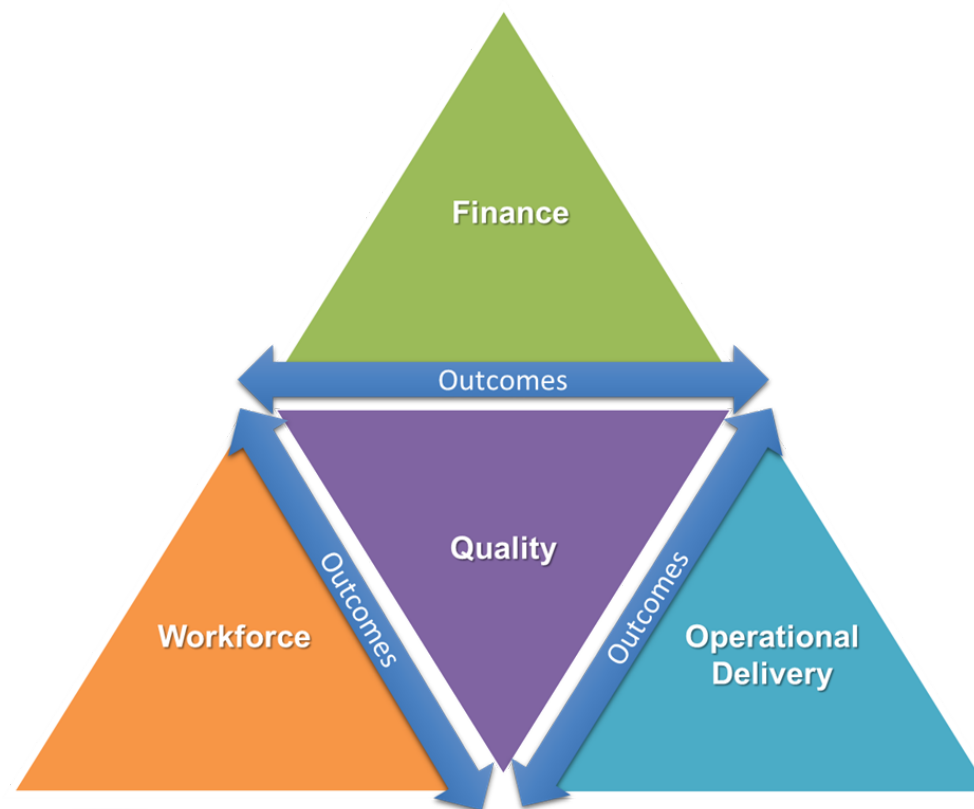 Finance
Outcomes
Quality
Outcomes
Outcomes
Workforce
Operational
Delivery